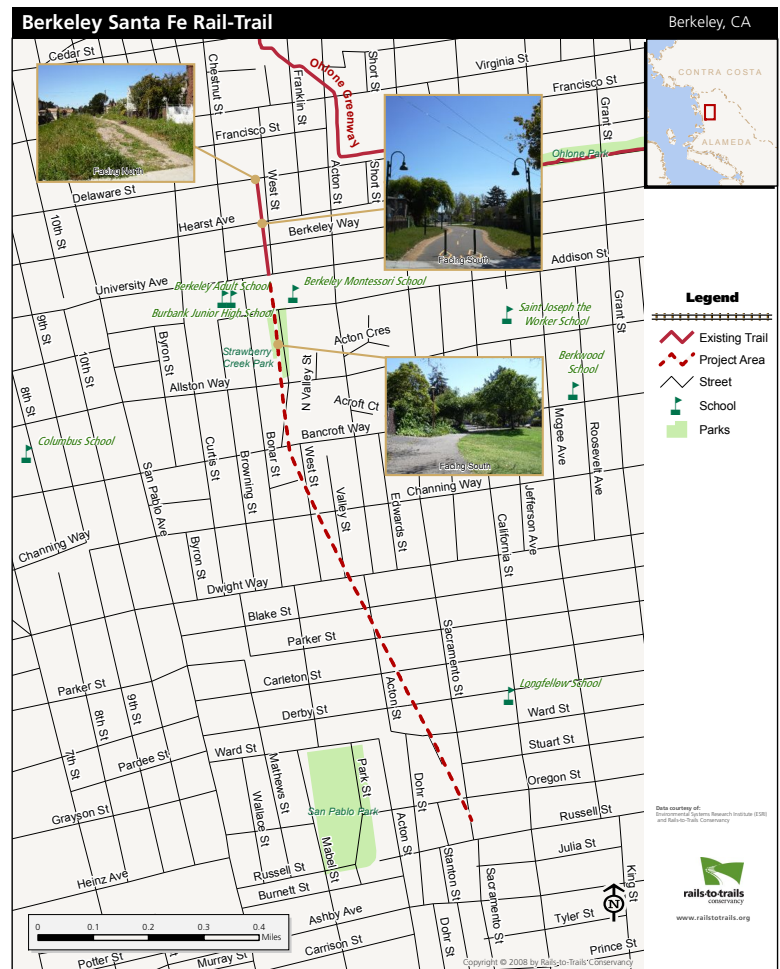 Berkeley Santa Fe Rail-Trail
Berkeley, CA
Cedar St
Chestnut St
Franklin St
Ohlone Greenway
Short St
Virginia St
Francisco St
Grant St
CONTRA COSTA
ALAMEDA
Francisco St
Facing North
Delaware St
West St
Acton St
Short St
Ohlone Park
10th St
Hearst Ave
Berkeley Way
Facing South
Addison St
University Ave
Berkeley Adult School
Berkeley Montessori School
Burbank Junior High School
Saint Joseph the
Worker School
Grant St
9th St
10th St
Byron St
Strawberry
Creek Park
Acton Cres
Berkwood
School
8th St
Allston Way
N Valley St
Acroft Ct
Columbus School
Curtis St
Browning St
Bonar St
Bancroft Way
West St
Facing South
Mcgee Ave
Roosevelt Ave
San Pablo Ave
Valley St
Edwards St
Channing Way
California St
Jefferson Ave
Channing Way
Byron St
Dwight Way
Blake St
Parker St
Sacramento St
Carleton St
Parker St
Acton St
Longfellow School
Derby St
Ward St
9th St
8th St
7th St
Pardee St
Ward St
Stuart St
Mathews St
Park St
Dohr St
Oregon St
Grayson St
Wallace St
San Pablo Park
Acton St
Russell St
Mabel St
Julia St
Heinz Ave
Russell St
Burnett St
Stanton St
Sacramento St
King St
N
Ashby Ave
Tyler St
Dohr St
Carrison St
Prince St
Potter St
Murray St
0 0.1 0.2 0.3 0.4
Miles
Copyright © 2008 by Rails-to-Trails Conservancy
Legend
Existing Trail
Project Area
Street
School
Parks
Data courtesy of:
Environmental Systems Research Institute (ESRI)
and Rails-to-Trails Conservancy
rails-to-trails
conservancy
www.railstotrails.org